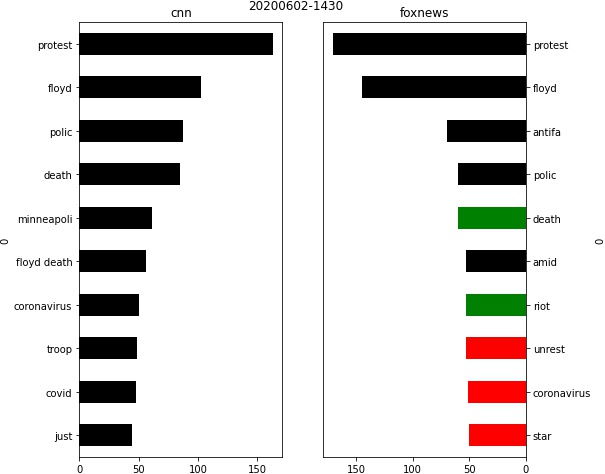 20200602-1430
cnn
foxnews
protest
floyd
polic
death
minneapoli
floyd death
coronavirus
troop
covid
just
0 50 100 150
0
protest
floyd
antifa
polic
death
amid
riot
unrest
coronavirus
star
150 100 50 0
0